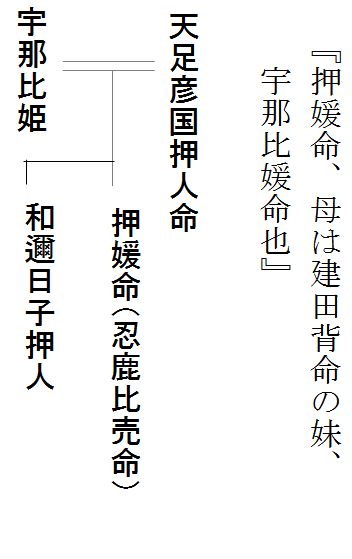 『押媛命、母は建田背命の妹、
宇那比媛命也』
天足彦国押人命
押媛命(忍鹿比売命)
宇那比姫
和邇日子押人